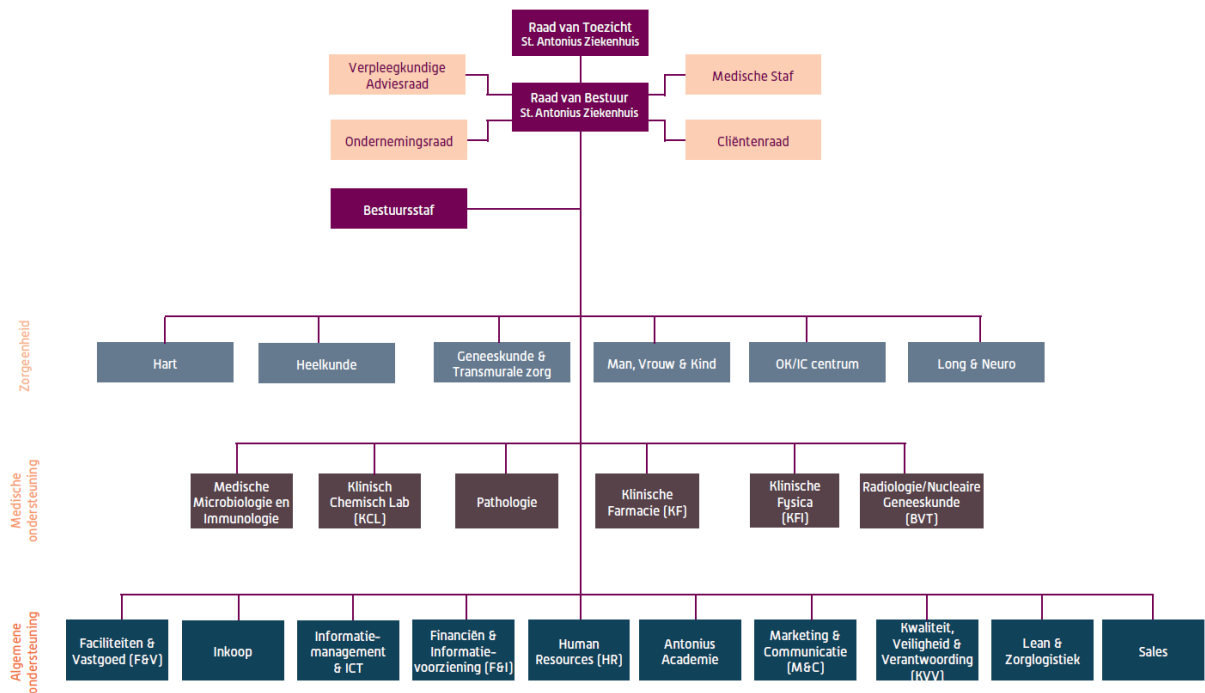 Raad van Toezicht
St. Antonius Ziekenhuis
Verpleegkundige
Adviesraad
Medische Staf
Raad van Bestuur
St. Antonius Ziekenhuis
Ondernemingsraad
Cliëntenraad
Bestuursstaf
Zorgeenheid
Hart
Heelkunde
Geneeskunde &
Transmurale zorg
Man, Vrouw & Kind
OK/IC centrum
Long & Neuro
Medische
ondersteuning
Medische
Microbiologie en
Immunologie
Klinisch
Chemisch Lab
(KCL)
Pathologie
Klinische
Farmacie (KF)
Klinische
Fysica
(KFI)
Radiologie/Nucleaire
Geneeskunde
(BVT)
Algemene
ondersteuning
Faciliteiten &
Vastgoed (F&V)
Inkoop
Informatie-
management
& ICT
Financiën &
Informatie-
voorziening (F&I)
Human
Resources (HR)
Antonius
Academie
Marketing &
Communicatie
(M&C)
Kwaliteit,
Veiligheid &
Verantwoording
(KVV)
Lean &
Zorglogistiek
Sales